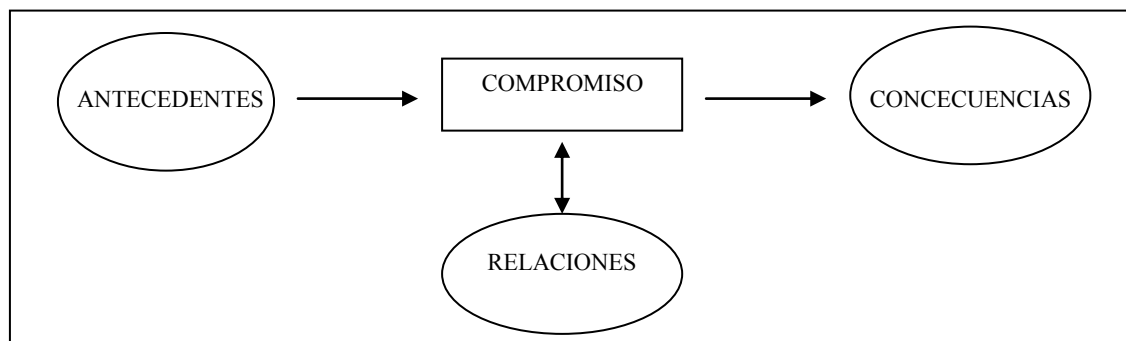 ANTECEDENTES
COMPROMISO
CONCECUENCIAS
RELACIONES